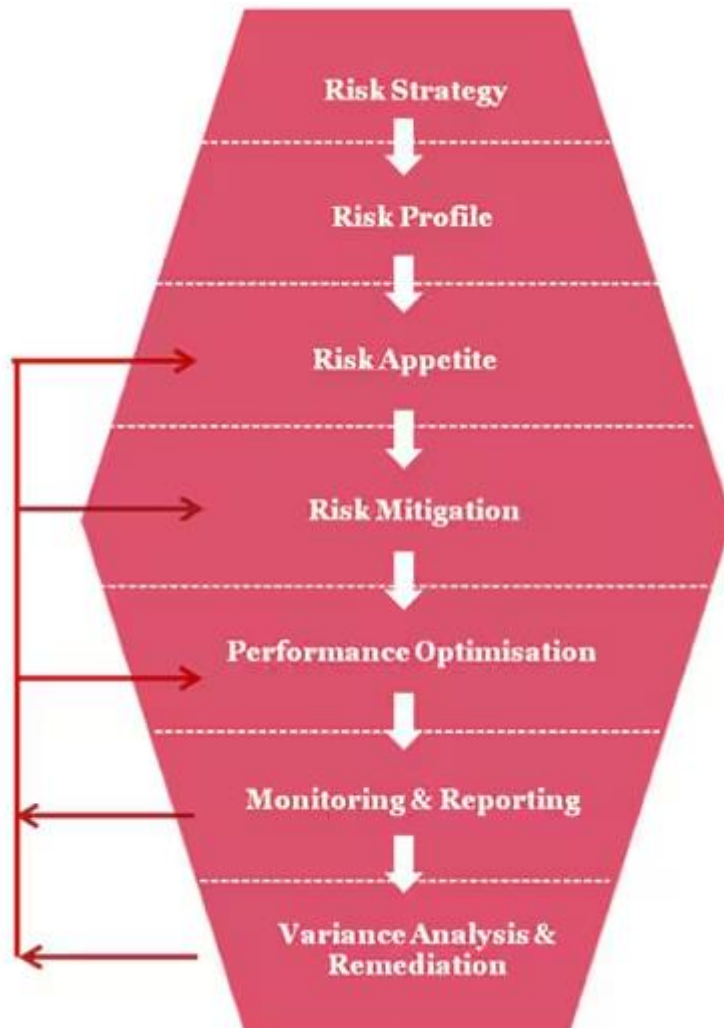 Risk Strategy
Risk Profile
Risk Appetite
Risk Mitigation
Performance Optimisation
Monitoring & Reporting
Variance Analysis &
Remediation